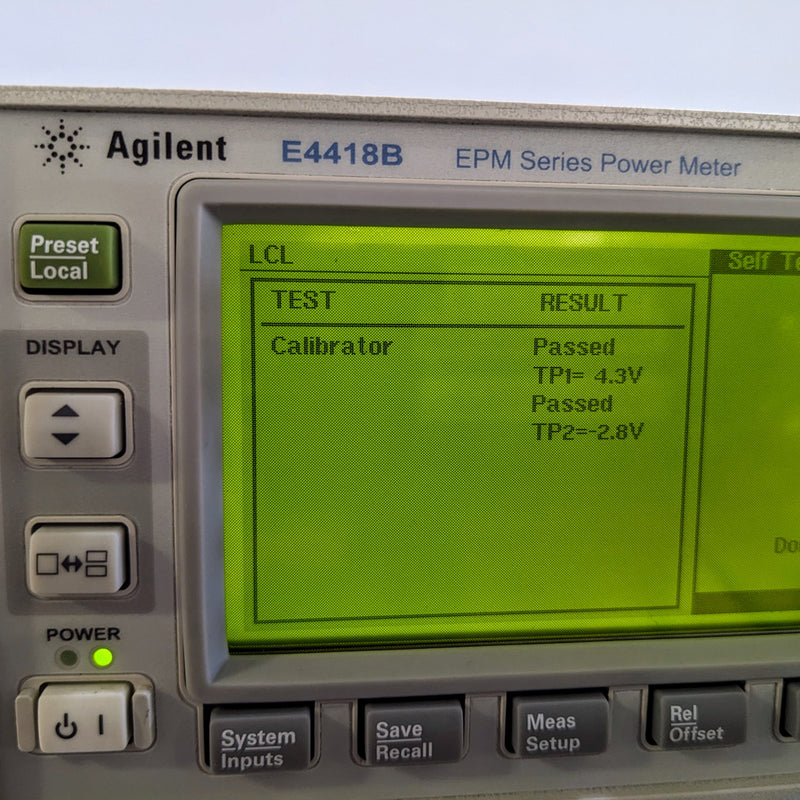 Agilent E4418B EPM Series Power Meter
Preset
Local
LCL
Self
TEST RESULT
DISPLAY
Calibrator Passed
TP1= 4.3V
Passed
TP2=-2.8V
POWER
System
Inputs
Save
Recall
Meas
Setup
Rel
Offset